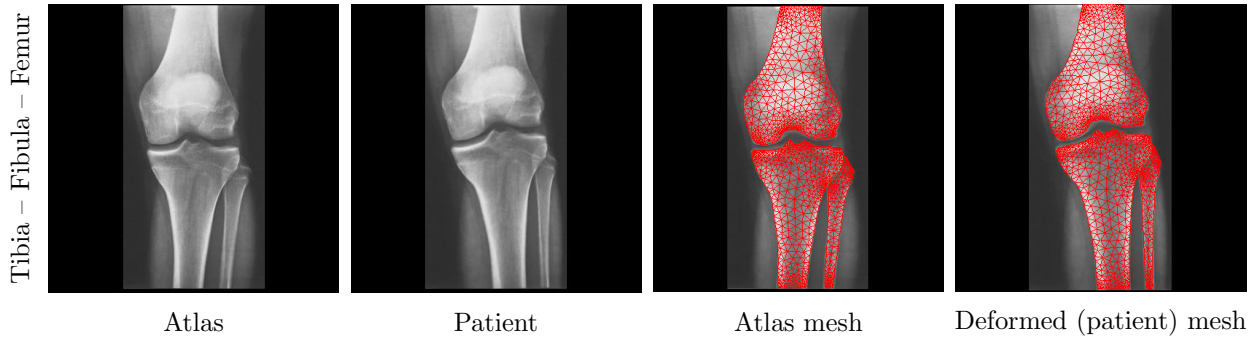 Tibia – Fibula – Femur
Atlas
Patient
Atlas mesh
Deformed (patient) mesh